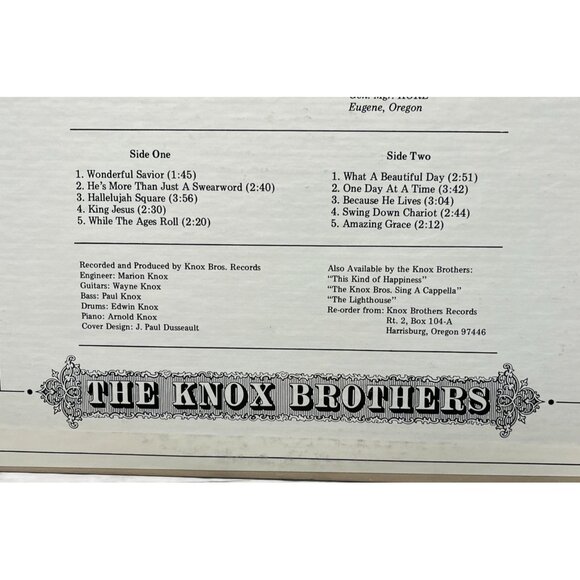 Eugene, Oregon
Side One
1. Wonderful Savior (1:45)
2. He's More Than Just A Swearword (2:40)
3. Hallelujah Square (3:56)
4. King Jesus (2:30)
5. While The Ages Roll (2:20)
Side Two
1. What A Beautiful Day (2:51)
2. One Day At A Time (3:42)
3. Because He Lives (3:04)
4. Swing Down Chariot (2:44)
5. Amazing Grace (2:12)
Recorded and Produced by Knox Bros. Records
Engineer: Marion Knox
Guitars: Wayne Knox
Bass: Paul Knox
Drums: Edwin Knox
Piano: Arnold Knox
Cover Design: J. Paul Dusseault
Also Available by the Knox Brothers:
"This Kind of Happiness"
"The Knox Bros. Sing A Cappella"
"The Lighthouse"
Re-order from: Knox Brothers Records
Rt. 2, Box 104-A
Harrisburg, Oregon 97446
THE KNOX BROTHERS